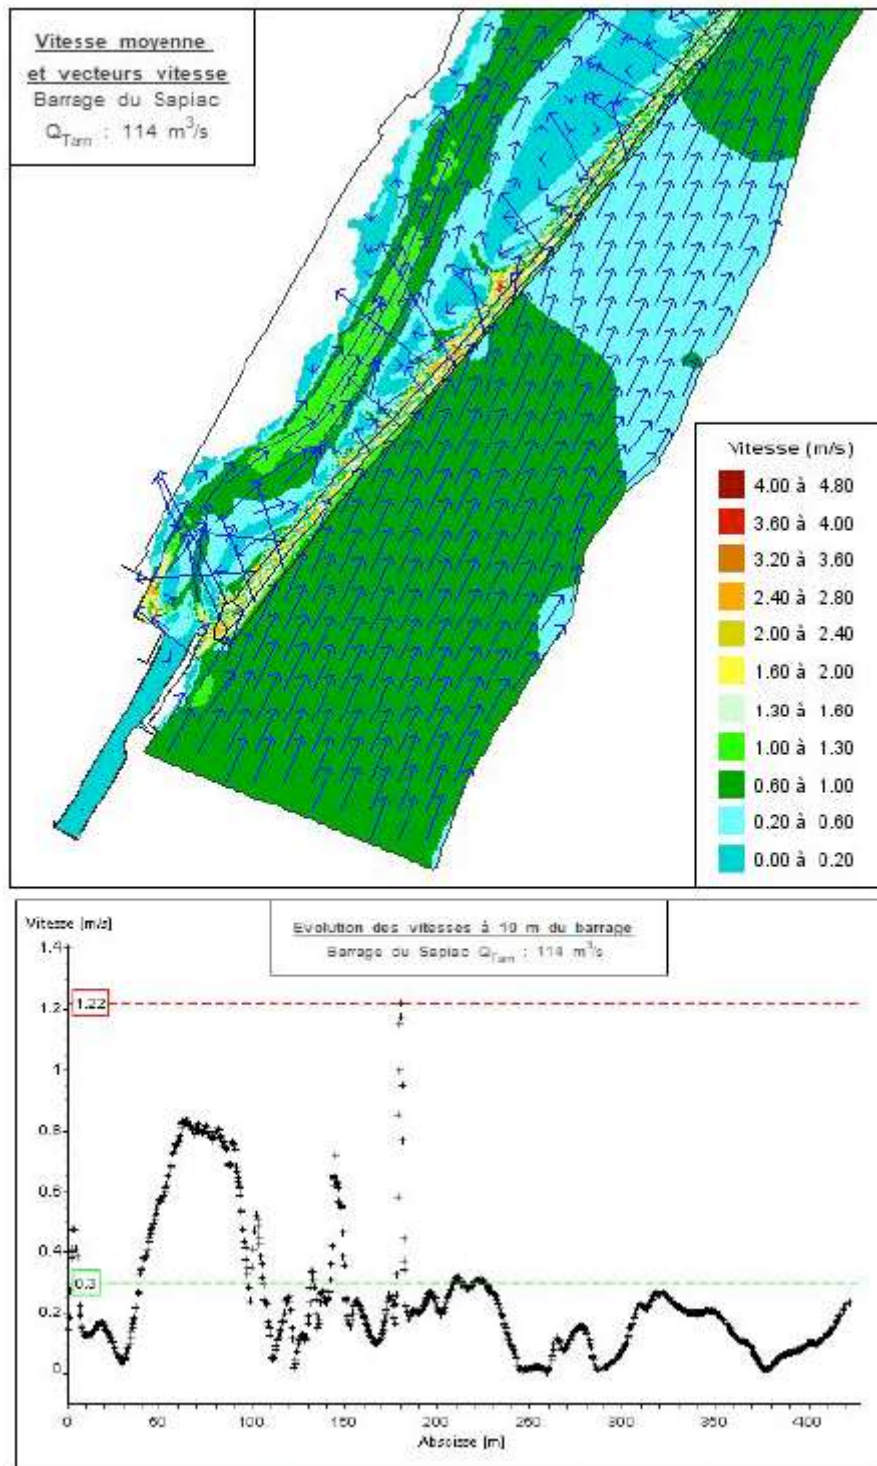 Vitesse moyenne
et vecteurs vitesse
Barrage du Sapiac
Q_Tarn : 114 m³/s
Vitesse (m/s)
4.00 à 4.80
3.60 à 4.00
3.20 à 3.60
2.40 à 2.80
2.00 à 2.40
1.60 à 2.00
1.30 à 1.60
1.00 à 1.30
0.60 à 1.00
0.20 à 0.60
0.00 à 0.20
Vitesse [m/s]
Evolution des vitesses à 10 m du barrage
Barrage du Sapiac Q_Tarn : 114 m³/s
1.4
1.22
1.2
1
0.8
0.6
0.4
0.3
0.2
0
0 50 100 150 200 250 300 350 400
Abscisse [m]